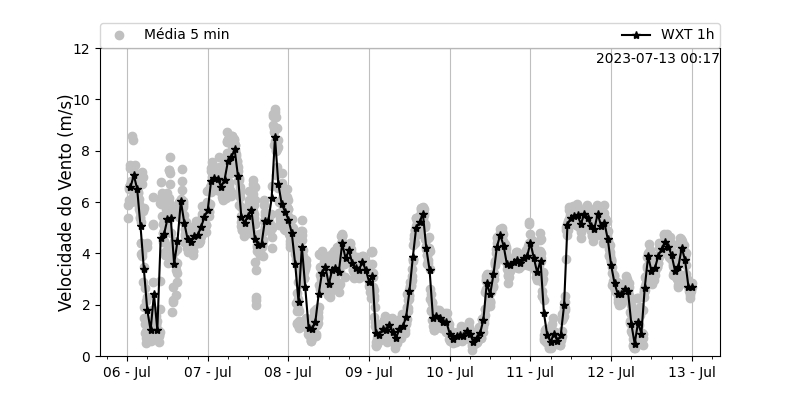 Média 5 min
WXT 1h
2023-07-13 00:17
Velocidade do Vento (m/s)
12
10
8
6
4
2
0
06 - Jul 07 - Jul 08 - Jul 09 - Jul 10 - Jul 11 - Jul 12 - Jul 13 - Jul